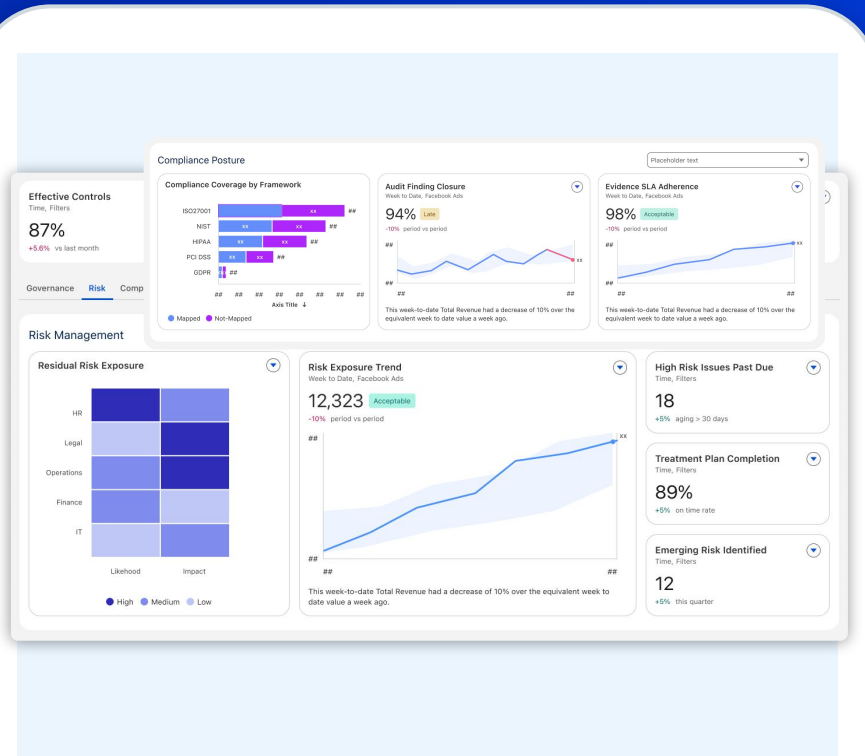 Compliance Posture
Placeholder text
Compliance Coverage by Framework
ISO27001
xx
##
NIST
xx
xx
##
HIPAA
xx
xx
##
PCI DSS
xx
xx
##
GDPR
##
## ## ## ## ## ## ## ##
Axis Title ↓
Mapped
Not-Mapped
Audit Finding Closure
Week to Date, Facebook Ads
94%
Late
-10% period vs period
##
xx
##
## ##
This week-to-date Total Revenue had a decrease of 10% over the
equivalent week to date value a week ago.
Evidence SLA Adherence
Week to Date, Facebook Ads
98%
Acceptable
-10% period vs period
##
xx
##
## ##
This week-to-date Total Revenue had a decrease of 10% over the
equivalent week to date value a week ago.
Effective Controls
Time, Filters
87%
+5.6% vs last month
Governance
Risk
Comp
Risk Management
Residual Risk Exposure
HR
Legal
Operations
Finance
IT
Likehood
Impact
High
Medium
Low
Risk Exposure Trend
Week to Date, Facebook Ads
12,323
Acceptable
-10% period vs period
##
xx
##
## ##
This week-to-date Total Revenue had a decrease of 10% over the equivalent week to
date value a week ago.
High Risk Issues Past Due
Time, Filters
18
+5% aging > 30 days
Treatment Plan Completion
Time, Filters
89%
+5% on time rate
Emerging Risk Identified
Time, Filters
12
+5% this quarter